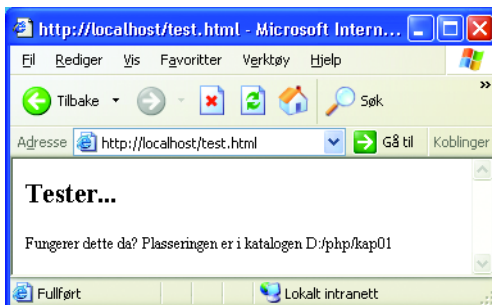 http://localhost/test.html - Microsoft Intern...
Fil Rediger Vis Favoritter Verktøy Hjelp
Tilbake Søk »
Adresse http://localhost/test.html Gå til Koblinger
Tester...
Fungerer dette da? Plasseringen er i katalogen D:/php/kap01
Fullført Lokalt intranett